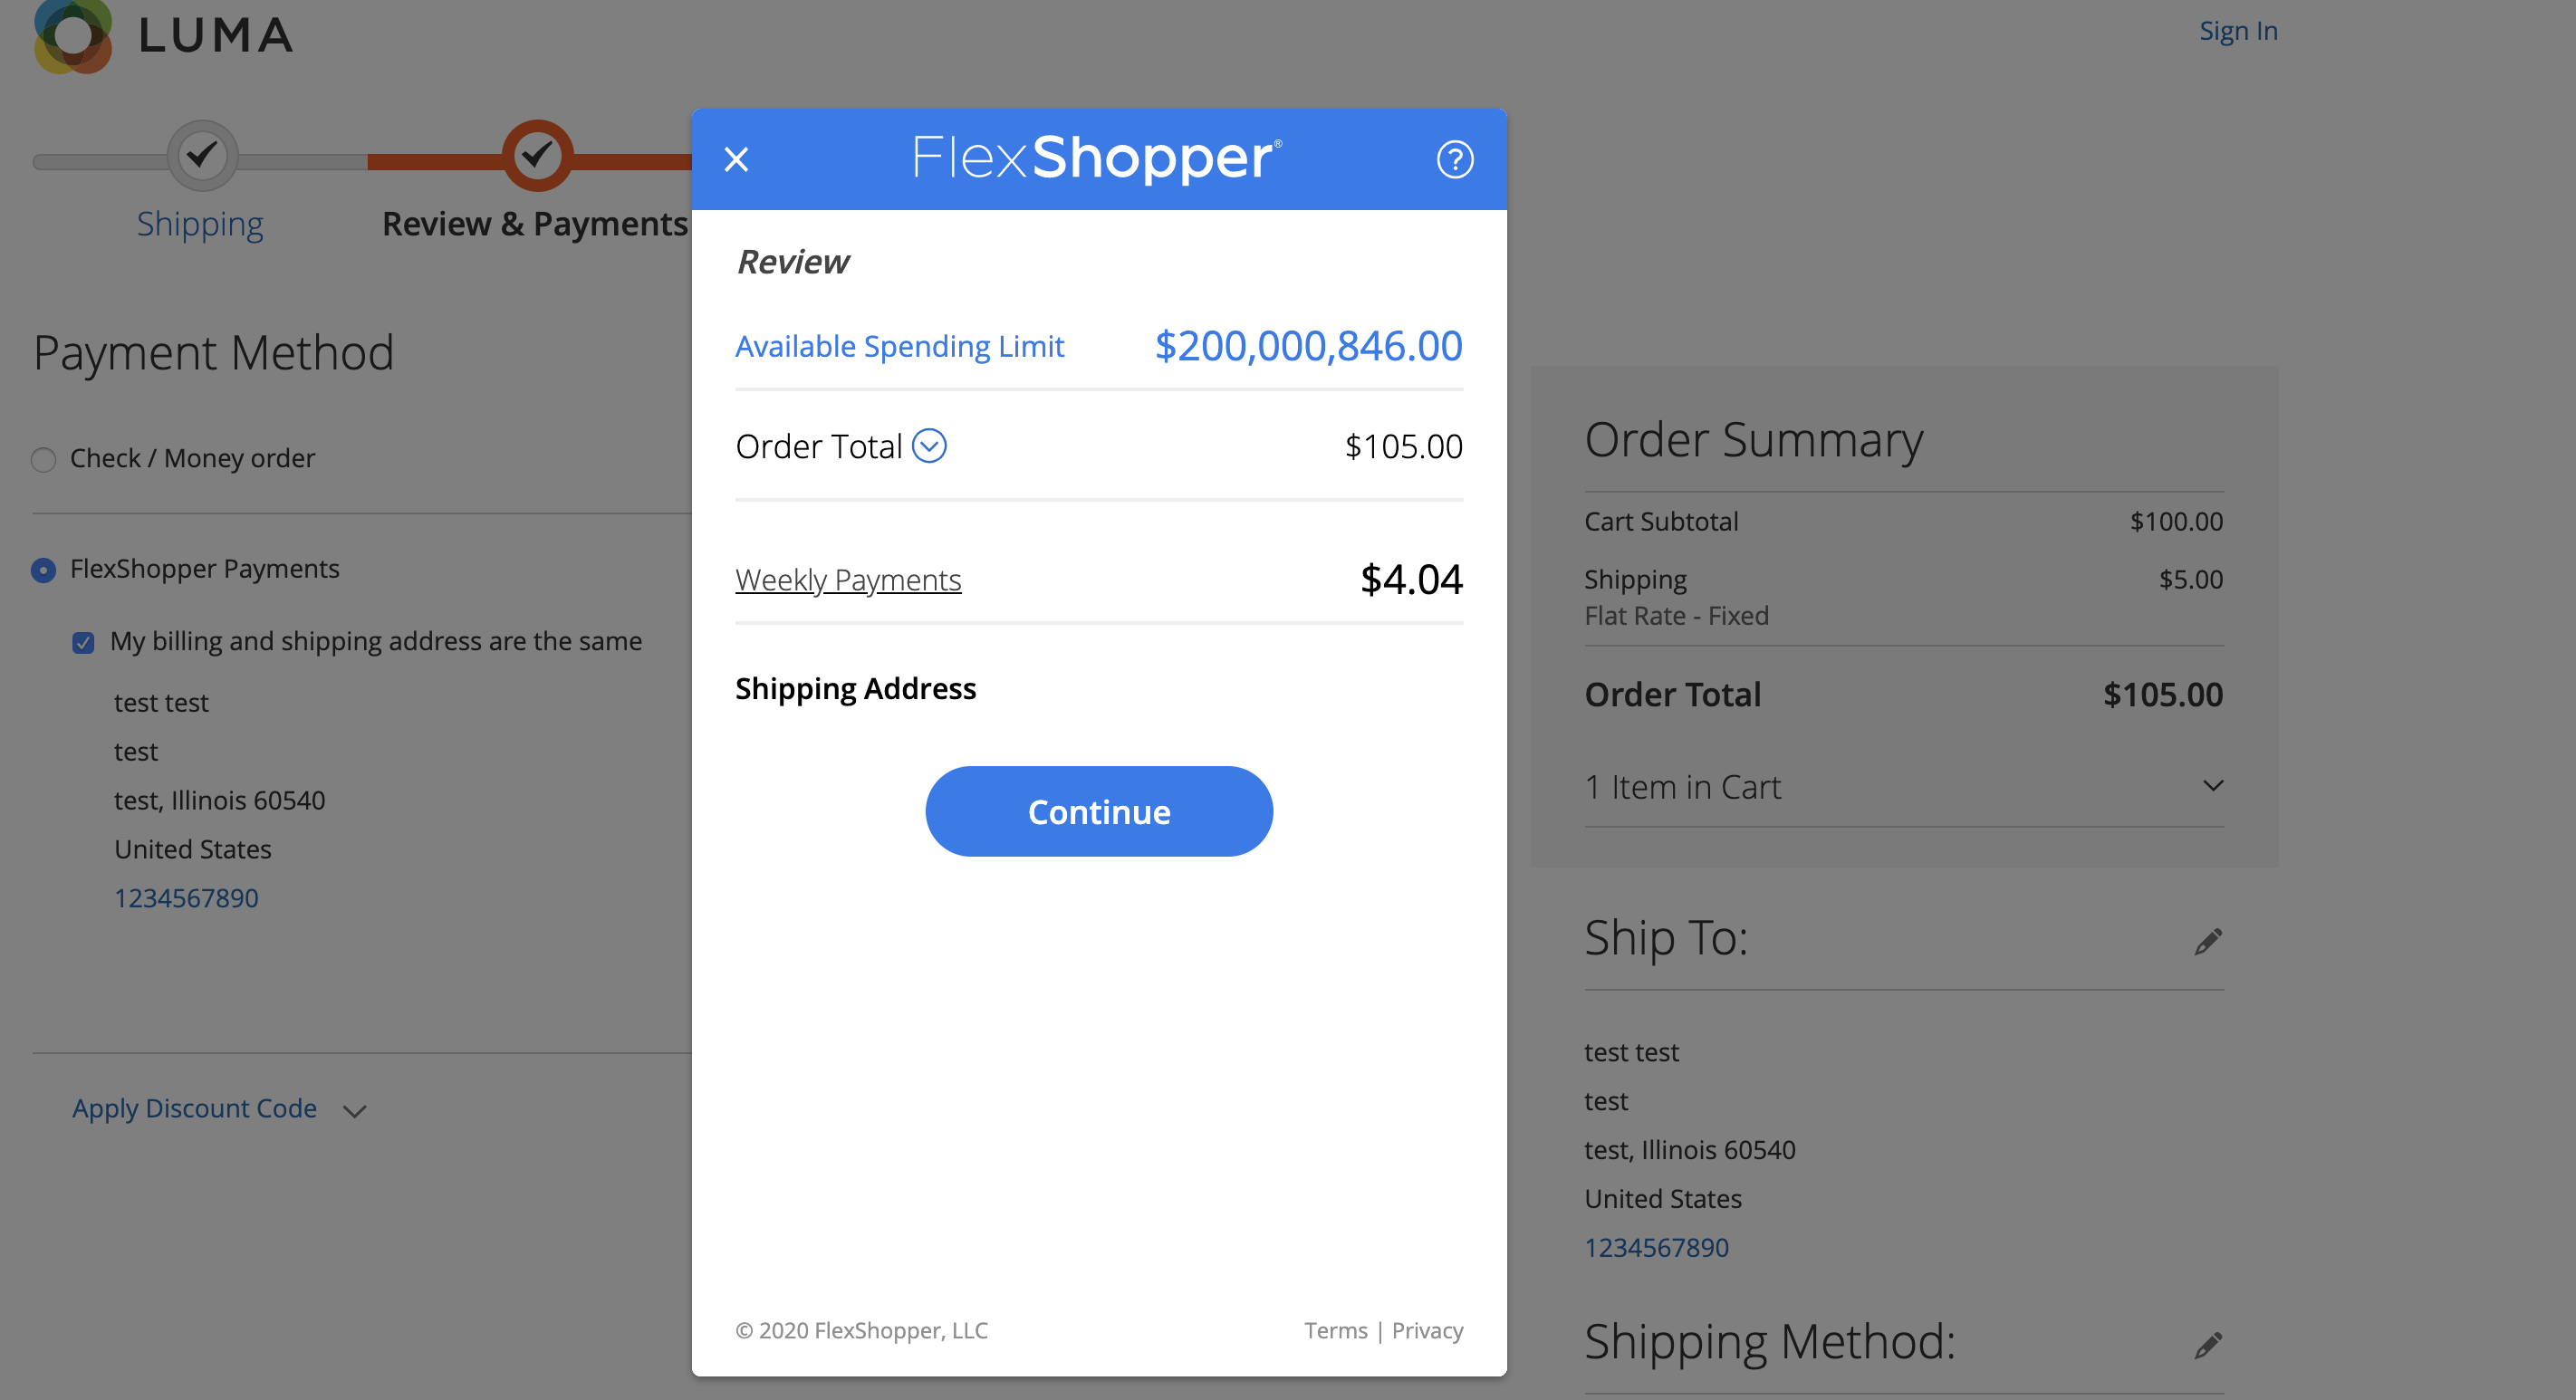 LUMA
Sign In
Shipping
Review & Payments
Payment Method
Check / Money order
FlexShopper Payments
My billing and shipping address are the same
test test
test
test, Illinois 60540
United States
1234567890
Apply Discount Code
FlexShopper®
?
Review
Available Spending Limit $200,000,846.00
Order Total $105.00
Weekly Payments $4.04
Shipping Address
Continue
© 2020 FlexShopper, LLC
Terms | Privacy
Order Summary
Cart Subtotal $100.00
Shipping $5.00
Flat Rate - Fixed
Order Total $105.00
1 Item in Cart
Ship To:
test test
test
test, Illinois 60540
United States
1234567890
Shipping Method: